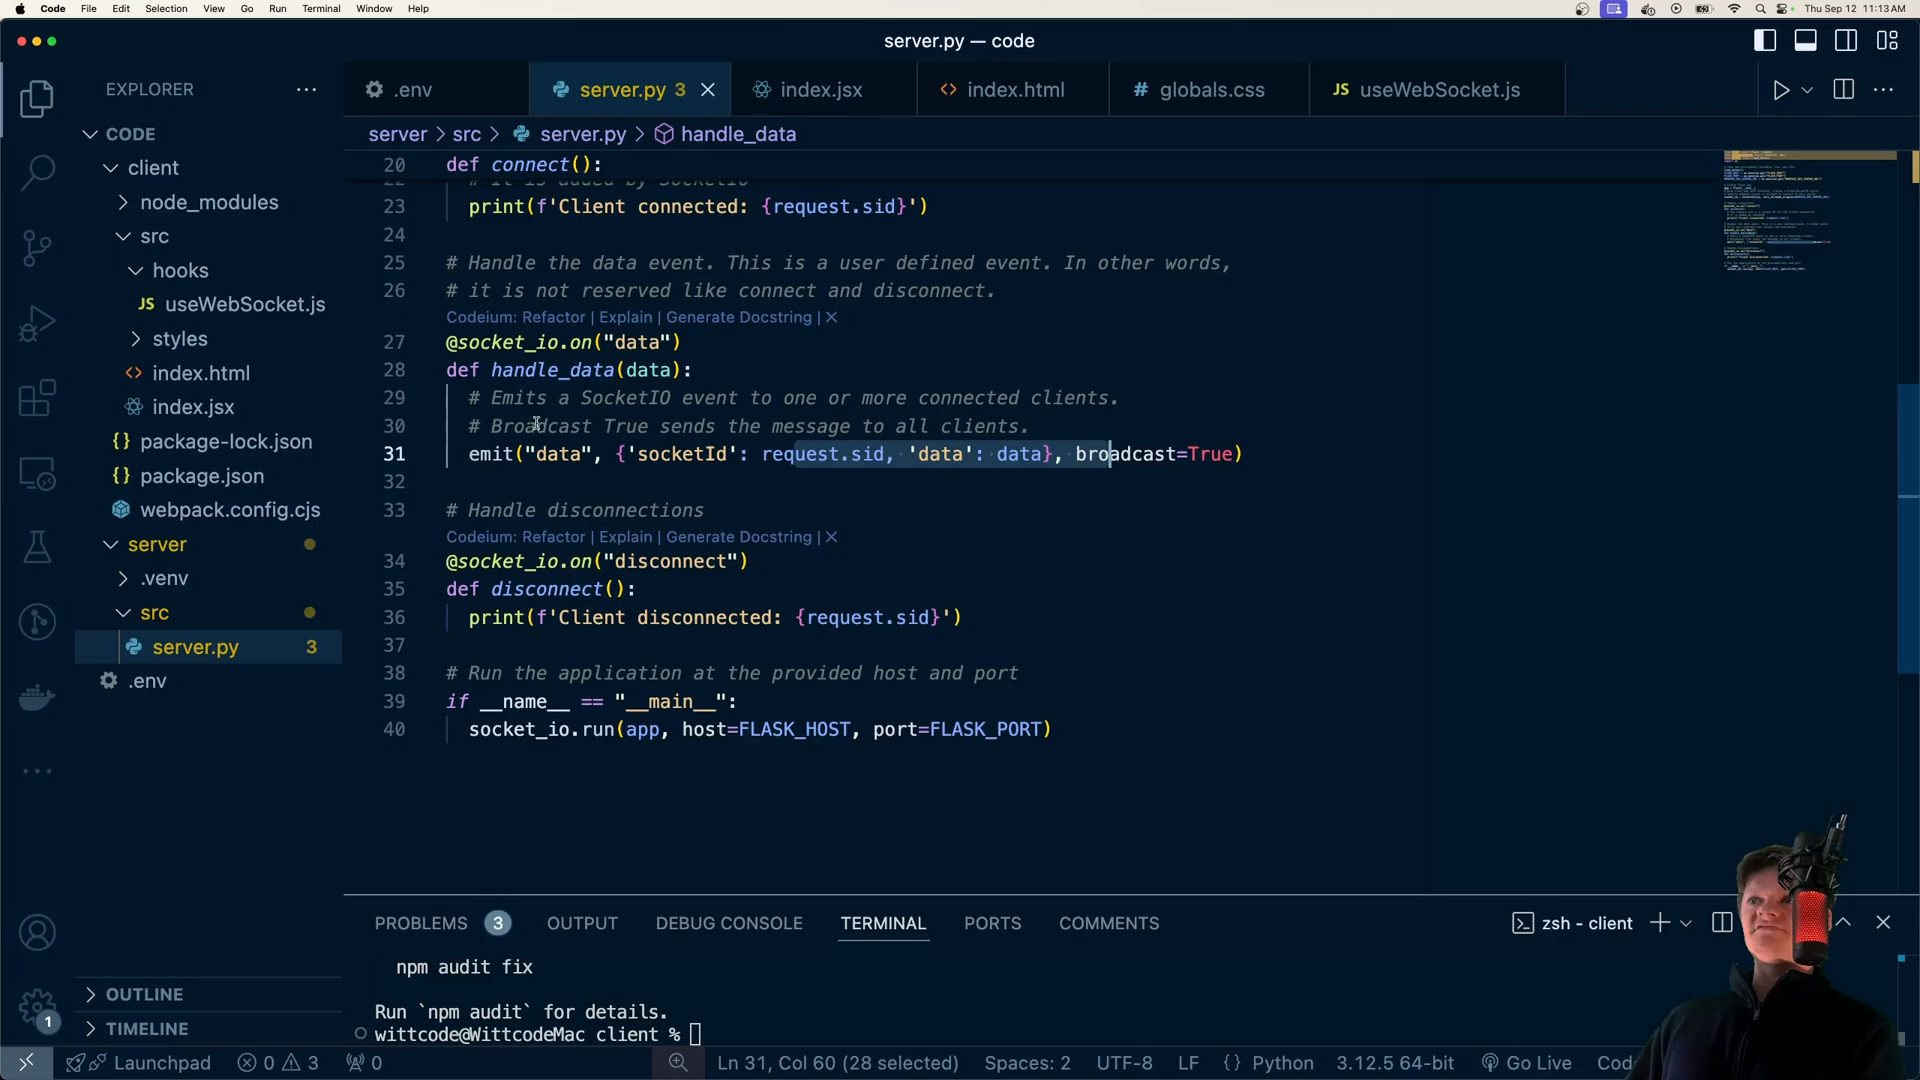 Code File Edit Selection View Go Run Terminal Window Help Thu Sep 12 11:13 AM
server.py — code
EXPLORER
.env
server.py 3
index.jsx
index.html
# globals.css
JS useWebSocket.js
server > src > server.py > handle_data
CODE
client
node_modules
src
hooks
JS useWebSocket.js
styles
index.html
index.jsx
{} package-lock.json
{} package.json
webpack.config.cjs
server
.venv
src
server.py 3
.env
OUTLINE
TIMELINE
1
20 def connect():
# It is added by SocketIO
23 print(f'Client connected: {request.sid}')
24
25 # Handle the data event. This is a user defined event. In other words,
26 # it is not reserved like connect and disconnect.
Codeium: Refactor | Explain | Generate Docstring | X
27 @socket_io.on("data")
28 def handle_data(data):
29 # Emits a SocketIO event to one or more connected clients.
30 # Broadcast True sends the message to all clients.
31 emit("data", {'socketId': request.sid, 'data': data}, broadcast=True)
32
33 # Handle disconnections
Codeium: Refactor | Explain | Generate Docstring | X
34 @socket_io.on("disconnect")
35 def disconnect():
36 print(f'Client disconnected: {request.sid}')
37
38 # Run the application at the provided host and port
39 if __name__ == "__main__":
40 socket_io.run(app, host=FLASK_HOST, port=FLASK_PORT)
PROBLEMS 3 OUTPUT DEBUG CONSOLE TERMINAL PORTS COMMENTS zsh - client
npm audit fix
Run `npm audit` for details.
wittcode@WittcodeMac client %
Launchpad 0 3 0 Ln 31, Col 60 (28 selected) Spaces: 2 UTF-8 LF {} Python 3.12.5 64-bit Go Live